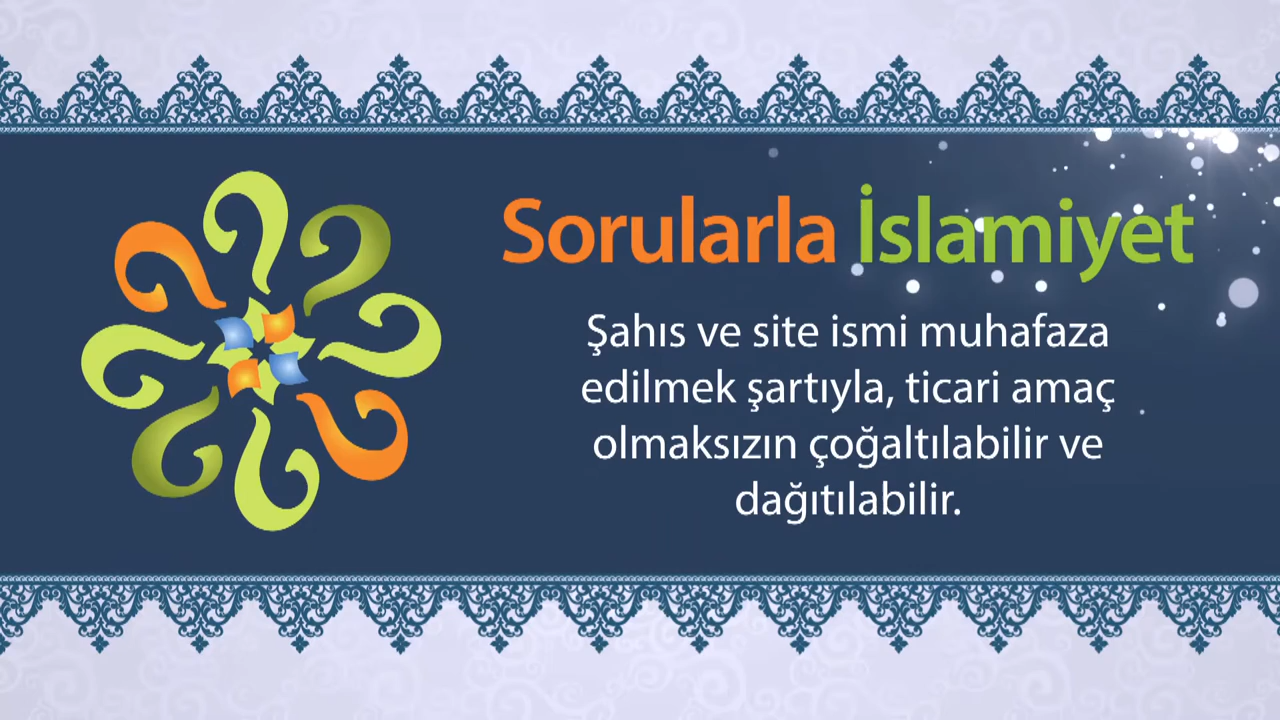 Sorularla İslamiyet
Şahıs ve site ismi muhafaza
edilmek şartıyla, ticari amaç
olmaksızın çoğaltılabilir ve
dağıtılabilir.